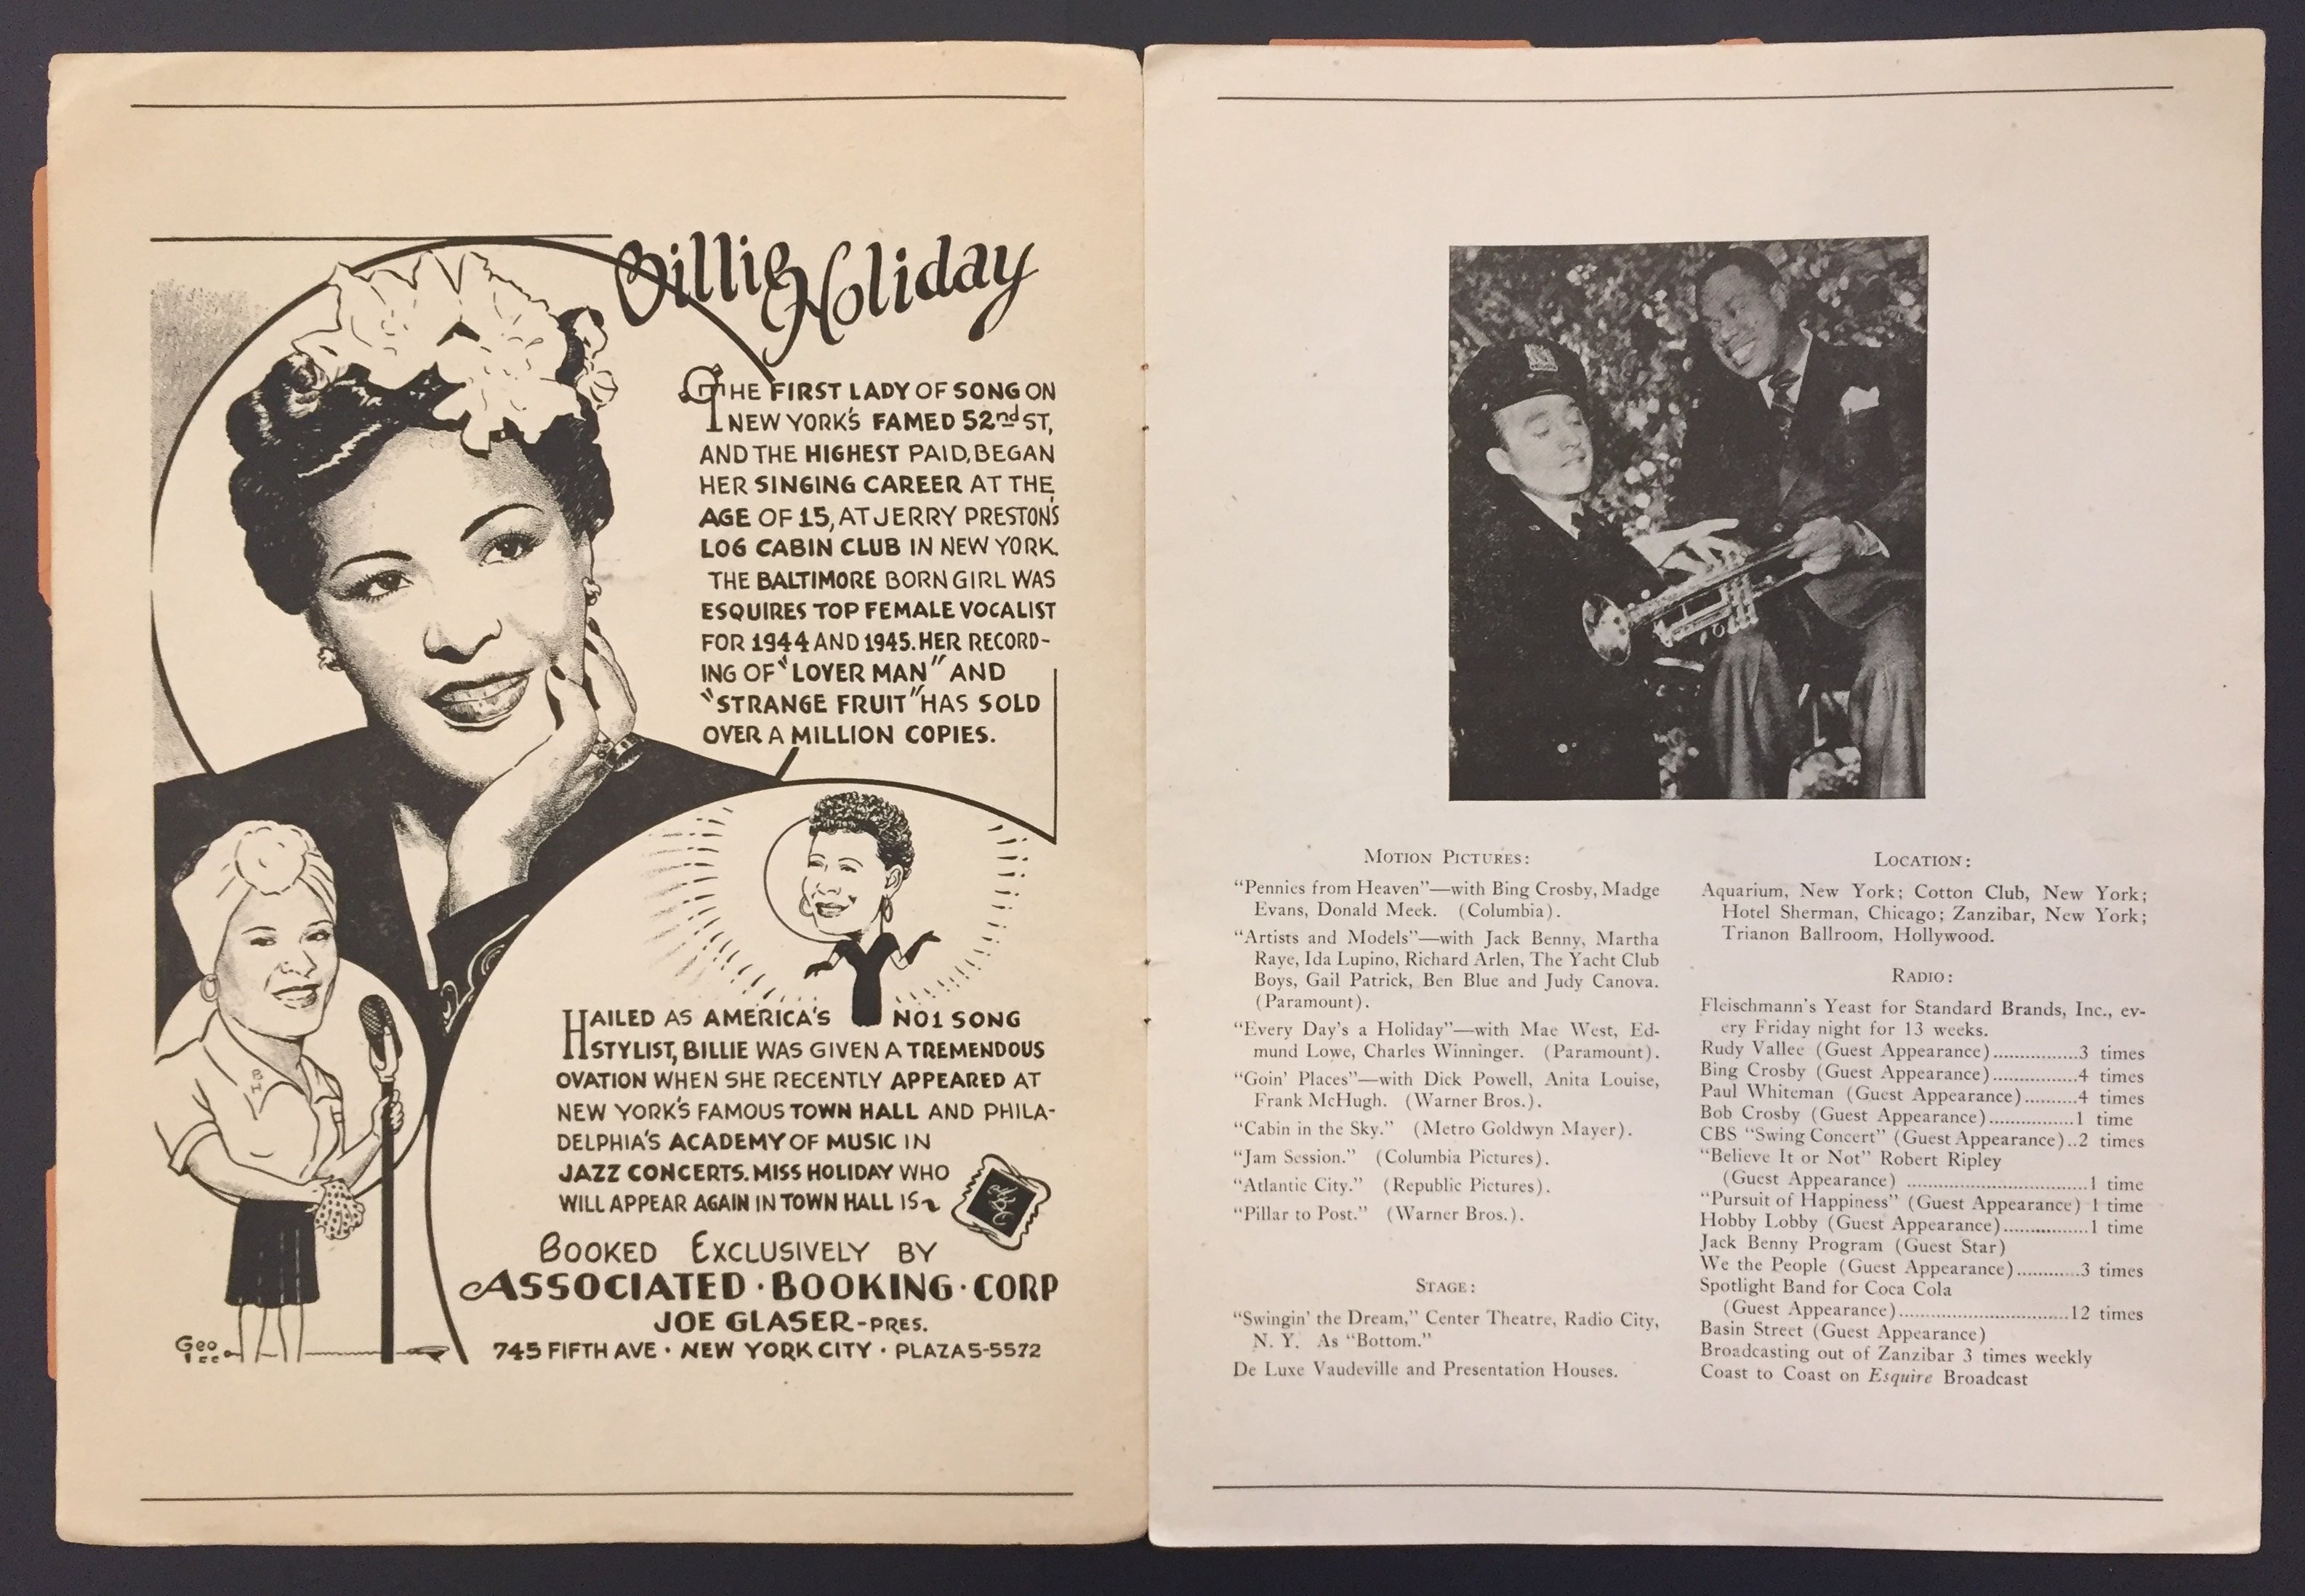 Billie Holiday
THE FIRST LADY OF SONG ON
NEW YORK'S FAMED 52nd ST,
AND THE HIGHEST PAID, BEGAN
HER SINGING CAREER AT THE
AGE OF 15, AT JERRY PRESTON'S
LOG CABIN CLUB IN NEW YORK.
THE BALTIMORE BORN GIRL WAS
ESQUIRES TOP FEMALE VOCALIST
FOR 1944 AND 1945. HER RECORD-
ING OF "LOVER MAN" AND
"STRANGE FRUIT" HAS SOLD
OVER A MILLION COPIES.
HAILED AS AMERICA'S NO1 SONG
STYLIST, BILLIE WAS GIVEN A TREMENDOUS
OVATION WHEN SHE RECENTLY APPEARED AT
NEW YORK'S FAMOUS TOWN HALL AND PHILA-
DELPHIA'S ACADEMY OF MUSIC IN
JAZZ CONCERTS. MISS HOLIDAY WHO
WILL APPEAR AGAIN IN TOWN HALL IS
BOOKED EXCLUSIVELY BY
ASSOCIATED · BOOKING · CORP
JOE GLASER - PRES.
745 FIFTH AVE · NEW YORK CITY · PLAZA 5-5572
BH
Geo
Lee
MOTION PICTURES:
"Pennies from Heaven"—with Bing Crosby, Madge
Evans, Donald Meek. (Columbia).
"Artists and Models"—with Jack Benny, Martha
Raye, Ida Lupino, Richard Arlen, The Yacht Club
Boys, Gail Patrick, Ben Blue and Judy Canova.
(Paramount).
"Every Day's a Holiday"—with Mae West, Ed-
mund Lowe, Charles Winninger. (Paramount).
"Goin' Places"—with Dick Powell, Anita Louise,
Frank McHugh. (Warner Bros.).
"Cabin in the Sky." (Metro Goldwyn Mayer).
"Jam Session." (Columbia Pictures).
"Atlantic City." (Republic Pictures).
"Pillar to Post." (Warner Bros.).
STAGE:
"Swingin' the Dream," Center Theatre, Radio City,
N. Y. As "Bottom."
De Luxe Vaudeville and Presentation Houses.
LOCATION:
Aquarium, New York; Cotton Club, New York;
Hotel Sherman, Chicago; Zanzibar, New York;
Trianon Ballroom, Hollywood.
RADIO:
Fleischmann's Yeast for Standard Brands, Inc., ev-
ery Friday night for 13 weeks.
Rudy Vallee (Guest Appearance)................3 times
Bing Crosby (Guest Appearance)................4 times
Paul Whiteman (Guest Appearance)..........4 times
Bob Crosby (Guest Appearance)................1 time
CBS "Swing Concert" (Guest Appearance)..2 times
"Believe It or Not" Robert Ripley
(Guest Appearance) ..................................1 time
"Pursuit of Happiness" (Guest Appearance) 1 time
Hobby Lobby (Guest Appearance)................1 time
Jack Benny Program (Guest Star)
We the People (Guest Appearance)............3 times
Spotlight Band for Coca Cola
(Guest Appearance)................................12 times
Basin Street (Guest Appearance)
Broadcasting out of Zanzibar 3 times weekly
Coast to Coast on Esquire Broadcast